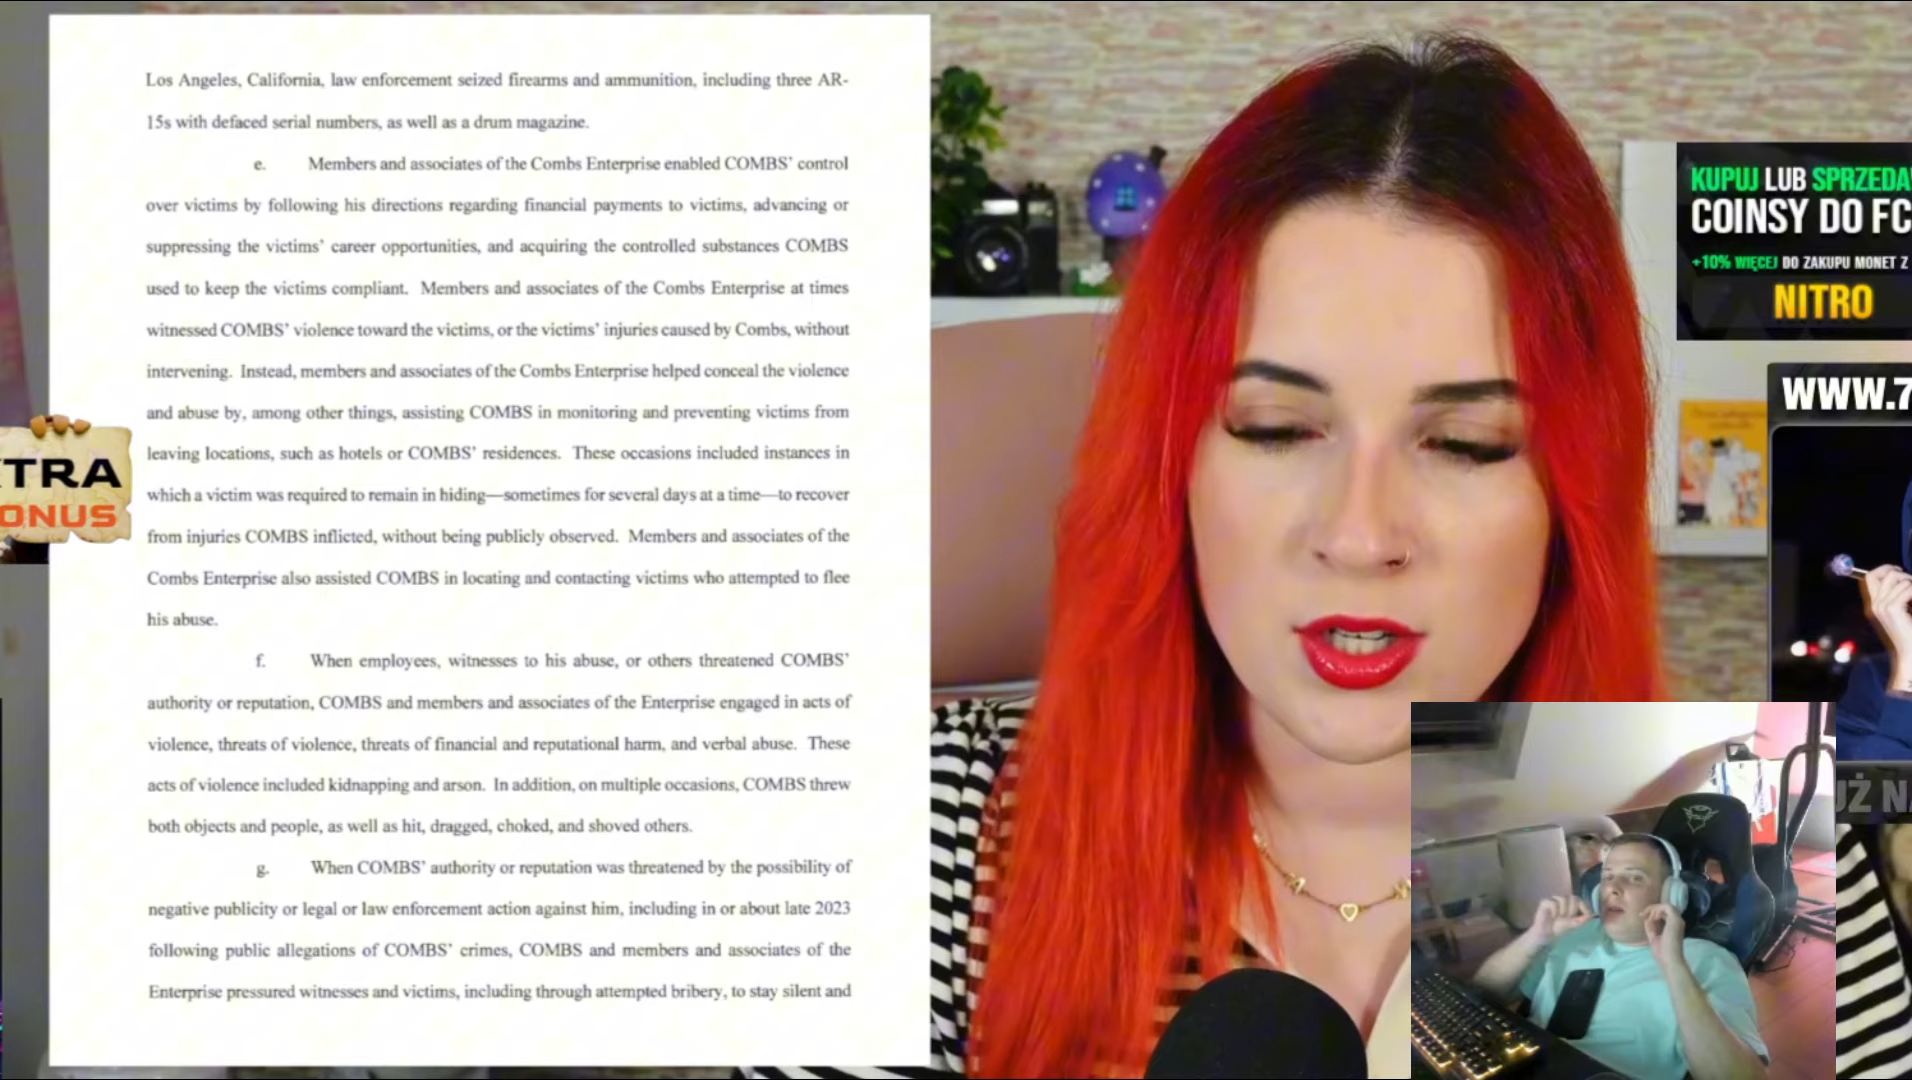 Los Angeles, California, law enforcement seized firearms and ammunition, including three AR-
15s with defaced serial numbers, as well as a drum magazine.
e. Members and associates of the Combs Enterprise enabled COMBS' control
over victims by following his directions regarding financial payments to victims, advancing or
suppressing the victims' career opportunities, and acquiring the controlled substances COMBS
used to keep the victims compliant. Members and associates of the Combs Enterprise at times
witnessed COMBS' violence toward the victims, or the victims' injuries caused by Combs, without
intervening. Instead, members and associates of the Combs Enterprise helped conceal the violence
and abuse by, among other things, assisting COMBS in monitoring and preventing victims from
leaving locations, such as hotels or COMBS' residences. These occasions included instances in
which a victim was required to remain in hiding—sometimes for several days at a time—to recover
from injuries COMBS inflicted, without being publicly observed. Members and associates of the
Combs Enterprise also assisted COMBS in locating and contacting victims who attempted to flee
his abuse.
f. When employees, witnesses to his abuse, or others threatened COMBS'
authority or reputation, COMBS and members and associates of the Enterprise engaged in acts of
violence, threats of violence, threats of financial and reputational harm, and verbal abuse. These
acts of violence included kidnapping and arson. In addition, on multiple occasions, COMBS threw
both objects and people, as well as hit, dragged, choked, and shoved others.
g. When COMBS' authority or reputation was threatened by the possibility of
negative publicity or legal or law enforcement action against him, including in or about late 2023
following public allegations of COMBS' crimes, COMBS and members and associates of the
Enterprise pressured witnesses and victims, including through attempted bribery, to stay silent and
XTRA
ONUS
KUPUJ LUB SPRZEDA
COINSY DO FC
+10% WIĘCEJ DO ZAKUPU MONET Z
NITRO
WWW.7
UŻ N